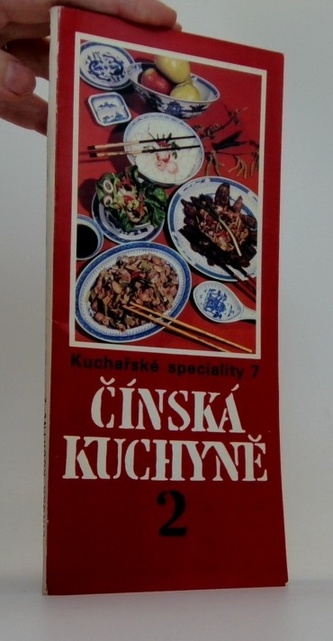 Kuchařské speciality 7
ČÍNSKÁ
KUCHYNĚ
2